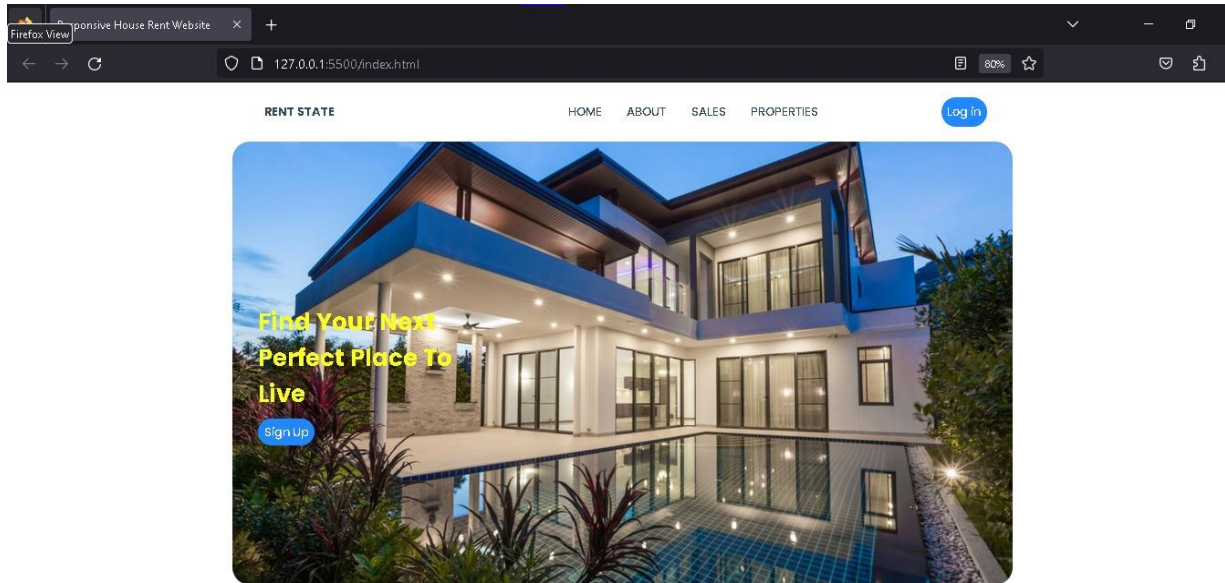 Responsive House Rent Website
Firefox View
127.0.0.1:5500/index.html
80%
RENT STATE
HOME ABOUT SALES PROPERTIES
Log in
Find Your Next
Perfect Place To
Live
Sign Up